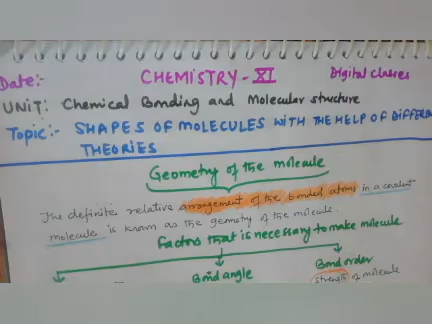 Date:- CHEMISTRY - XI Digital classes
UNIT: Chemical Bonding and Molecular structure
Topic:- SHAPES OF MOLECULES WITH THE HELP OF DIFFEREN
THEORIES
Geometry of the molecule
The definite relative arrangement of the bonded atoms in a covalent
molecule is known as the geometry of the molecule.
Factors that is necessary to make molecule
Bond angle Bond order
strength of molecule